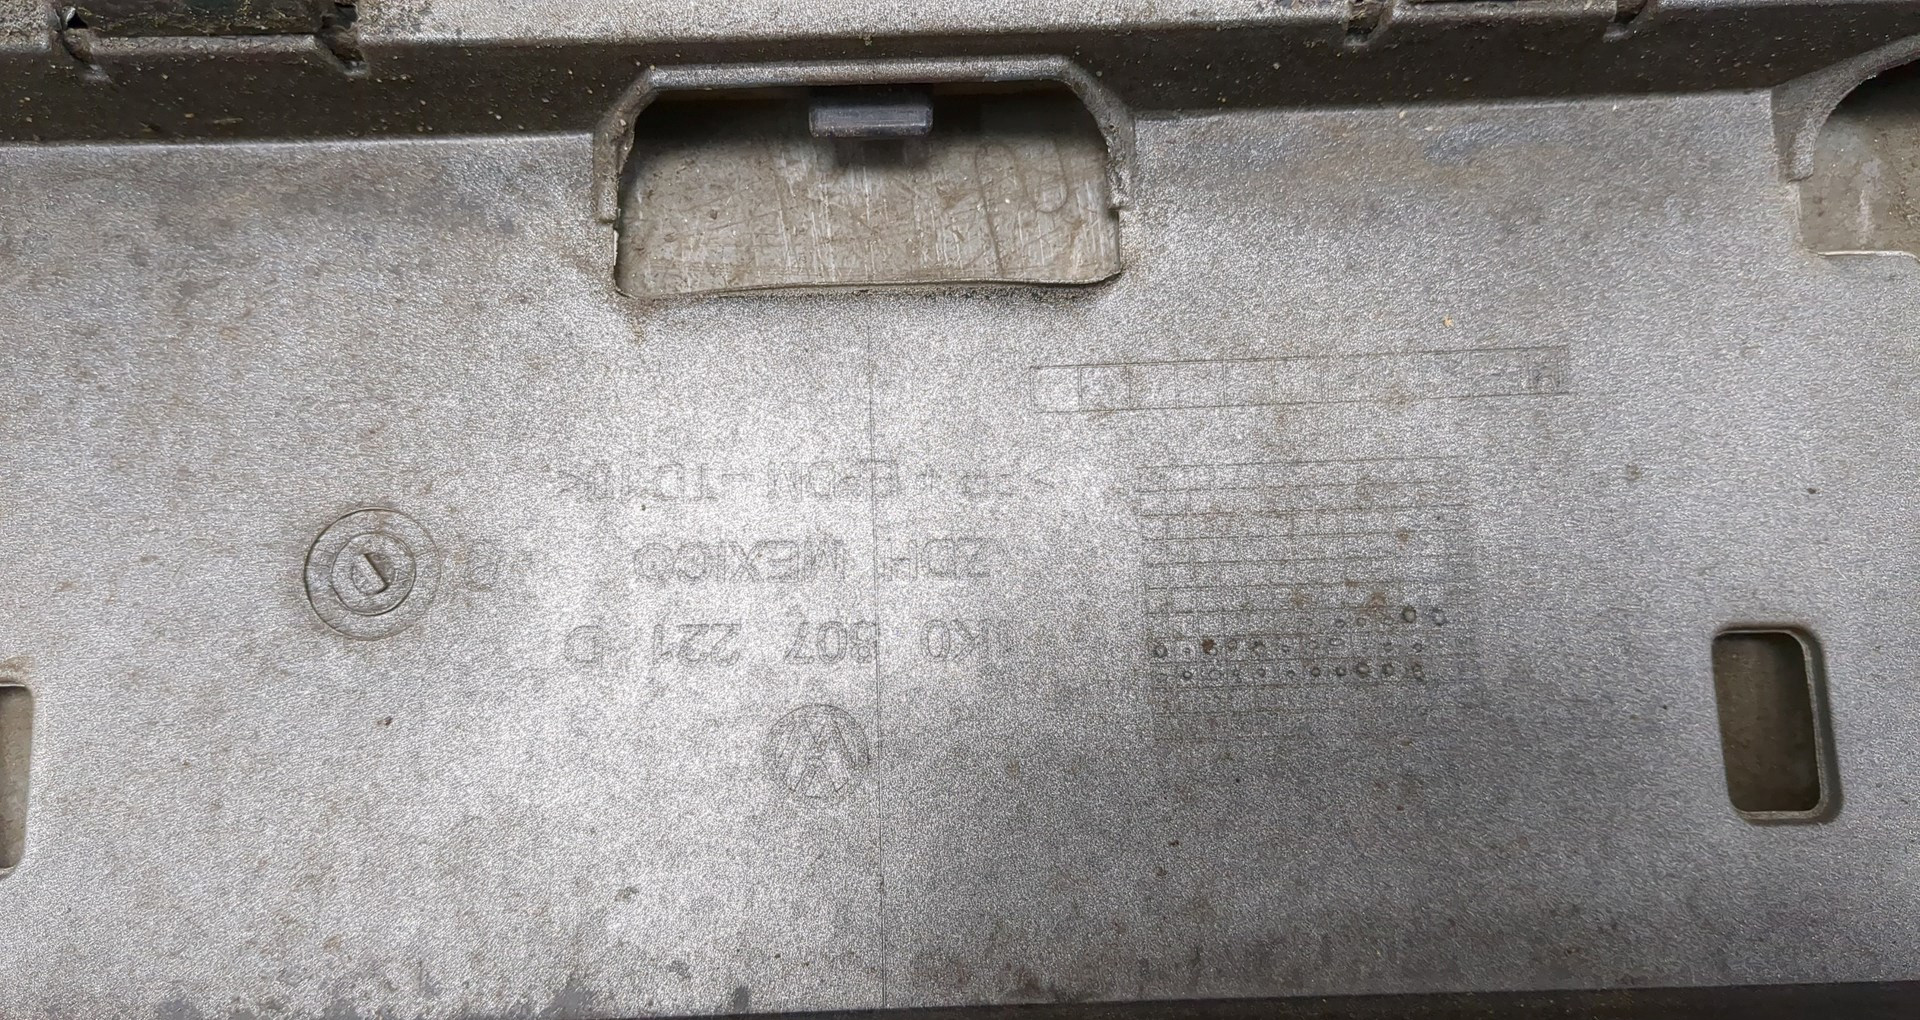 1K0 807 221 D
ZDH MEXICO
>PP+EPDM-TD10<